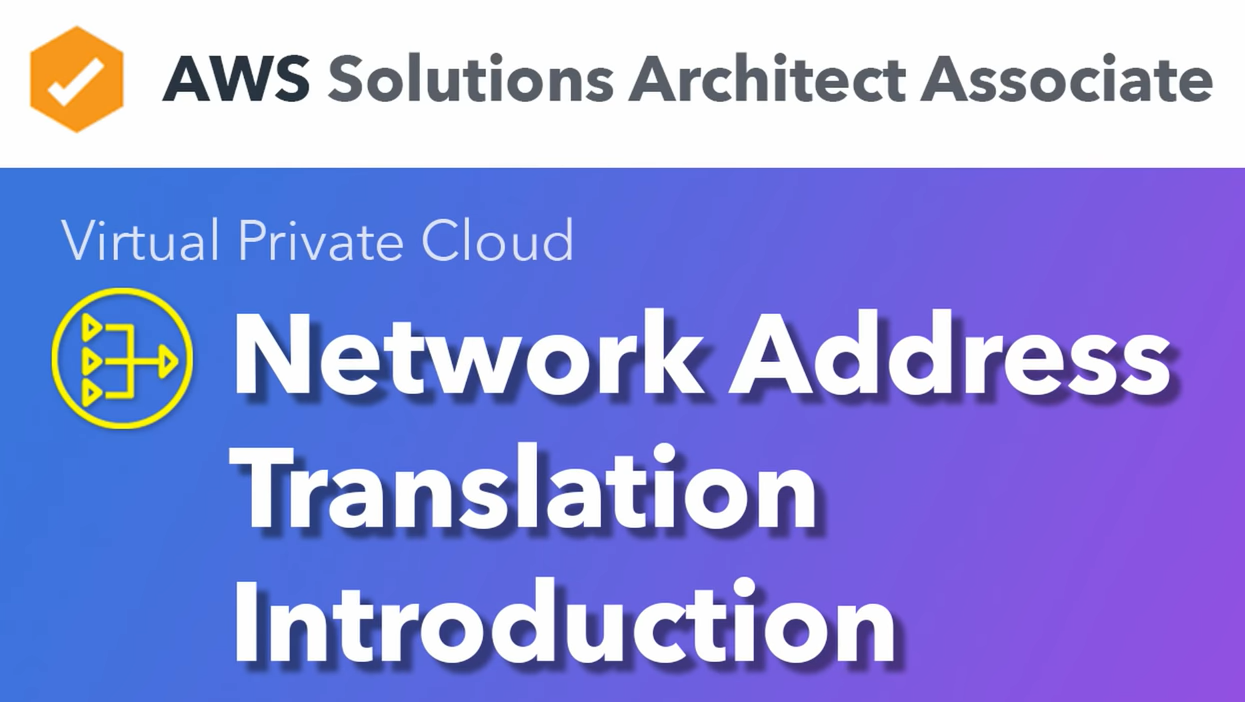 AWS Solutions Architect Associate
Virtual Private Cloud
Network Address
Translation
Introduction